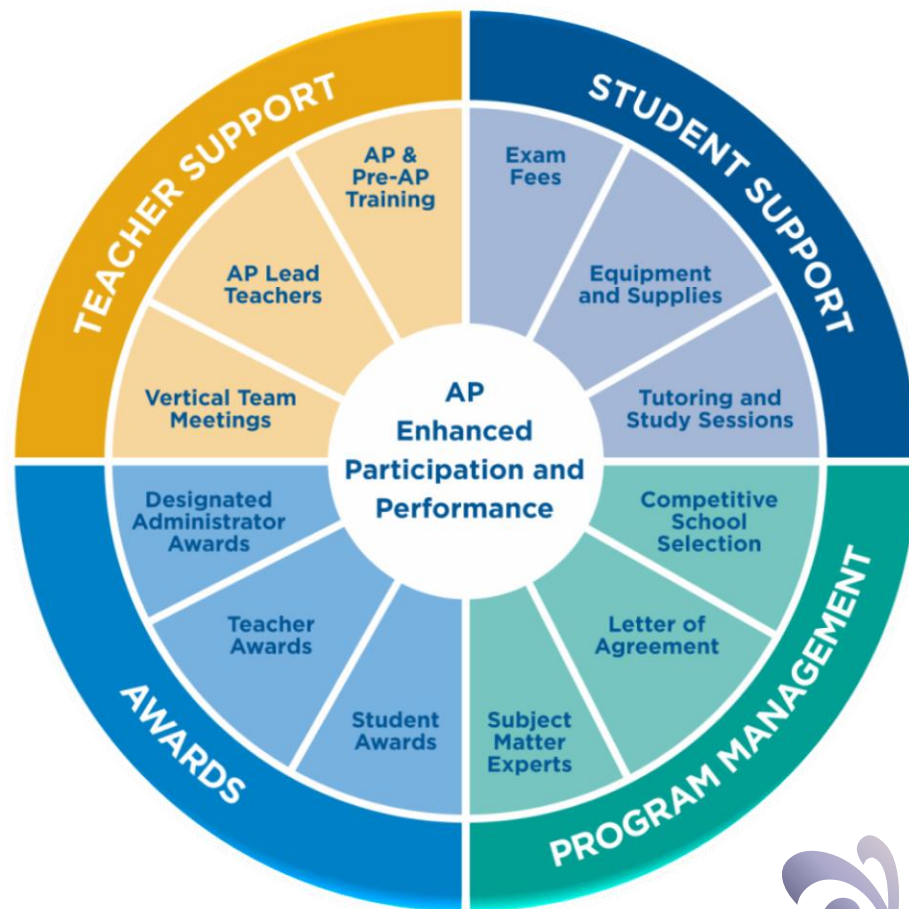 TEACHER SUPPORT
AP &
Pre-AP
Training
AP Lead
Teachers
Vertical Team
Meetings
STUDENT SUPPORT
Exam
Fees
Equipment
and Supplies
Tutoring and
Study Sessions
AP
Enhanced
Participation and
Performance
AWARDS
Designated
Administrator
Awards
Teacher
Awards
Student
Awards
PROGRAM MANAGEMENT
Competitive
School
Selection
Letter of
Agreement
Subject
Matter
Experts